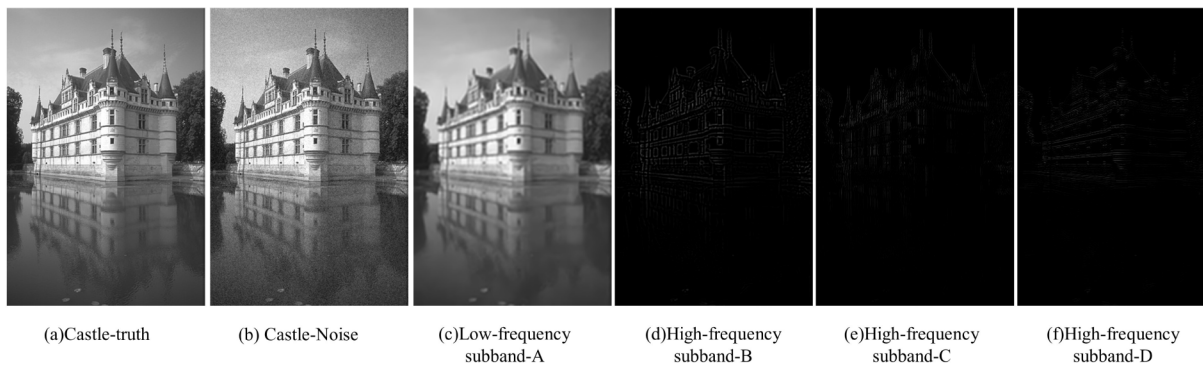 (a)Castle-truth
(b) Castle-Noise
(c)Low-frequency
subband-A
(d)High-frequency
subband-B
(e)High-frequency
subband-C
(f)High-frequency
subband-D